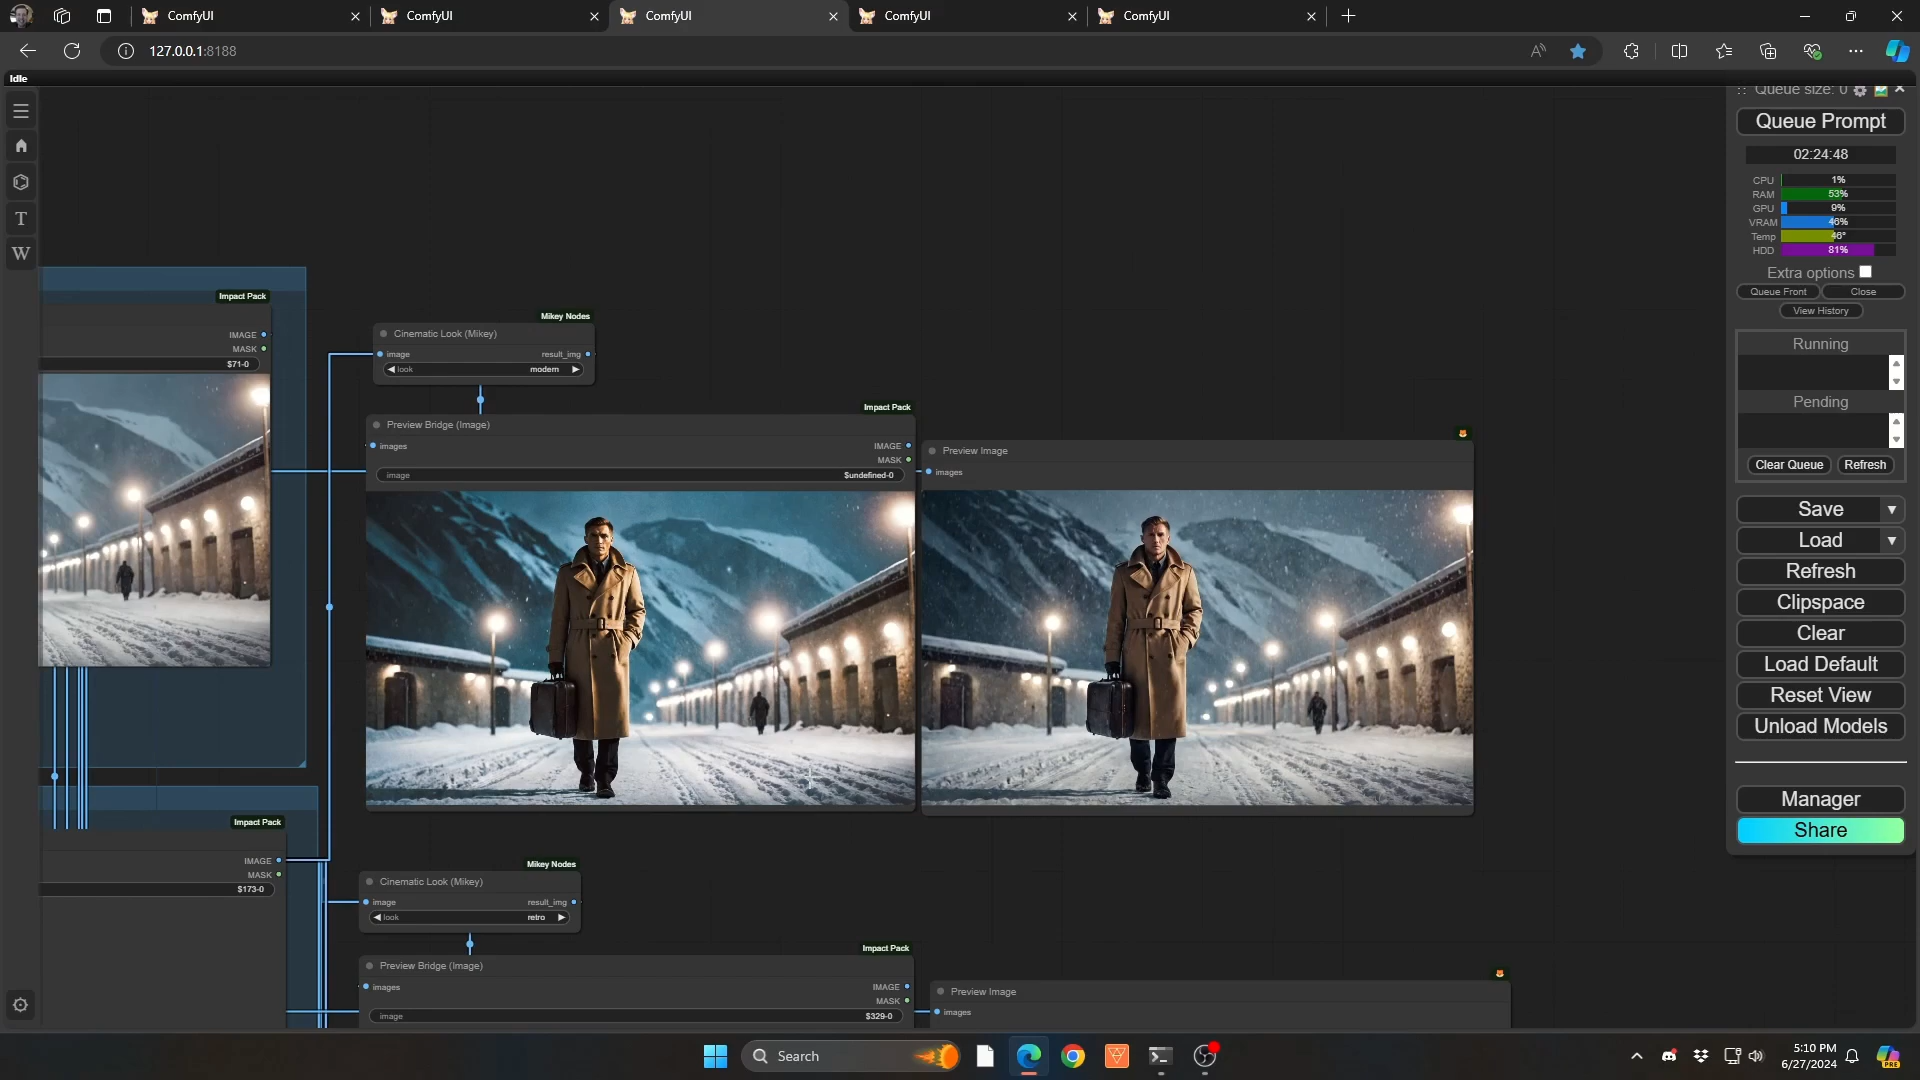 ComfyUI
ComfyUI
ComfyUI
ComfyUI
ComfyUI
127.0.0.1:8188
Idle
Queue size: 0
Queue Prompt
02:24:48
CPU 1%
RAM 53%
GPU 9%
VRAM 46%
Temp 46°
HDD 81%
Extra options
Queue Front Close
View History
Running
Pending
Clear Queue Refresh
Save
Load
Refresh
Clipspace
Clear
Load Default
Reset View
Unload Models
Manager
Share
T
W
Impact Pack
IMAGE
MASK
$71-0
Mikey Nodes
Cinematic Look (Mikey)
image result_img
look modern
Impact Pack
Preview Bridge (Image)
images IMAGE
MASK
image $undefined-0
Preview Image
images
Impact Pack
IMAGE
MASK
$173-0
Mikey Nodes
Cinematic Look (Mikey)
image result_img
look retro
Impact Pack
Preview Bridge (Image)
images IMAGE
MASK
image $329-0
Preview Image
images
Search
5:10 PM
6/27/2024
PRE